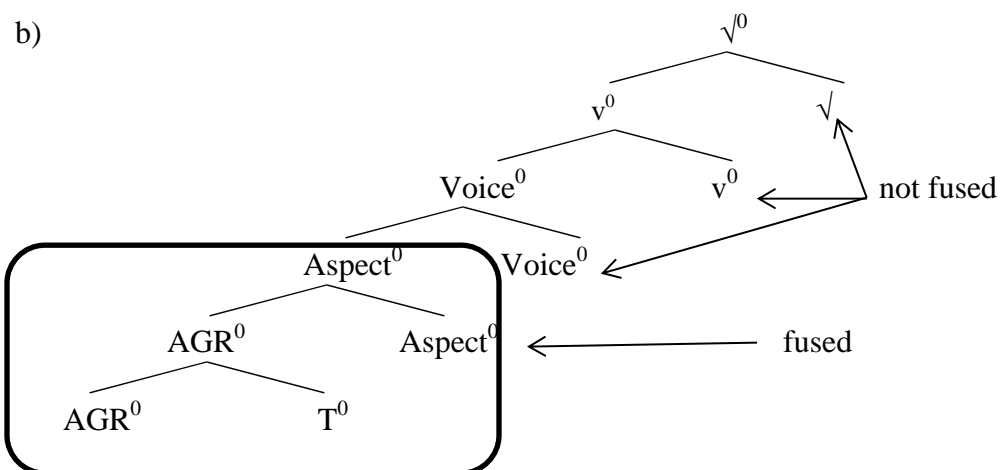 b)
√⁰
v⁰ √
Voice⁰ v⁰ not fused
Aspect⁰ Voice⁰
AGR⁰ Aspect⁰ fused
AGR⁰ T⁰